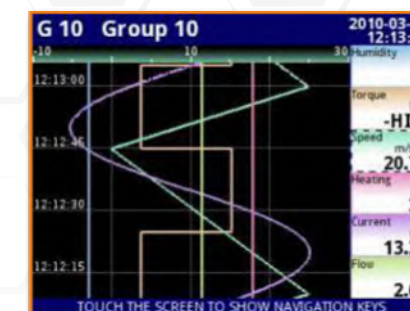 G 10 Group 10
2010-03-
12:13:
-10 10 30
Humidity
12:13:00
Torque
-HI
Speed
m/s
12:12:45
20.
Heating
12:12:30
Current
13.
Flow
12:12:15
2.0
TOUCH THE SCREEN TO SHOW NAVIGATION KEYS